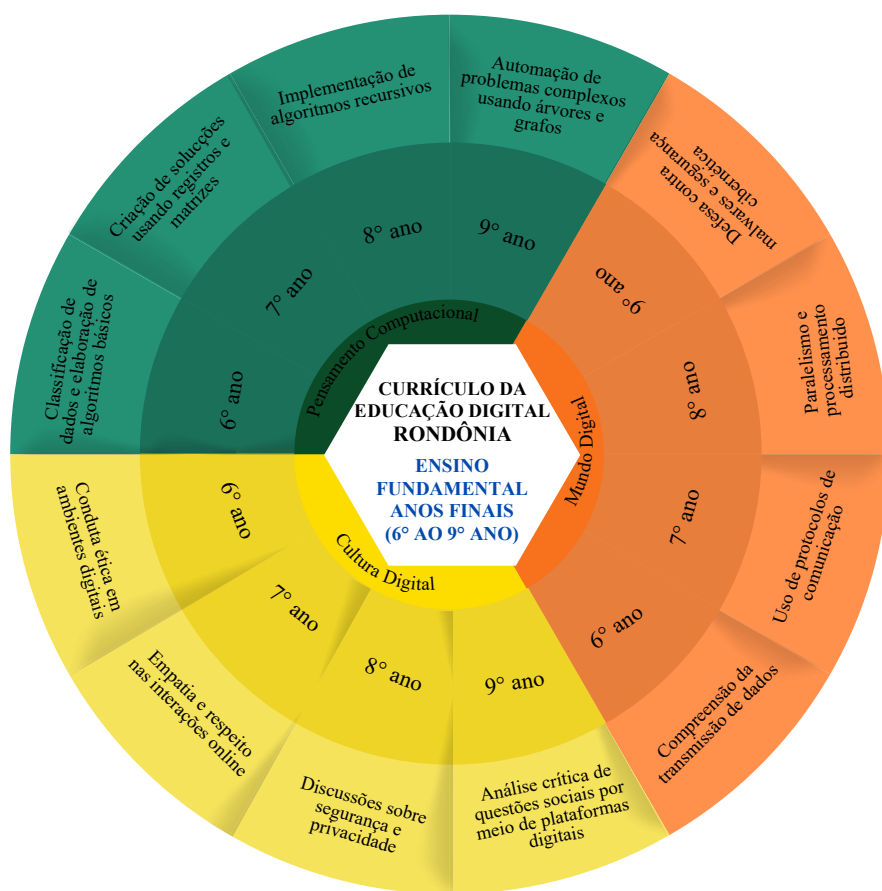 CURRÍCULO DA
EDUCAÇÃO DIGITAL
RONDÔNIA
ENSINO
FUNDAMENTAL
ANOS FINAIS
(6° AO 9° ANO)
Pensamento Computacional
6° ano
Classificação de
dados e elaboração de
algoritmos básicos
7° ano
Criação de solucções
usando registros e
matrizes
8° ano
Implementação de
algoritmos recursivos
9° ano
Automação de
problemas complexos
usando árvores e
grafos
Mundo Digital
9° ano
Defesa contra
malwares e segurança
cibernética
8° ano
Paralelismo e
processamento
distribuído
7° ano
Uso de protocolos de
comunicação
6° ano
Compreensão da
transmissão de dados
Cultura Digital
6° ano
Conduta ética em
ambientes digitais
7° ano
Empatia e respeito
nas interações online
8° ano
Discussões sobre
segurança e
privacidade
9° ano
Análise crítica de
questões sociais por
meio de plataformas
digitais